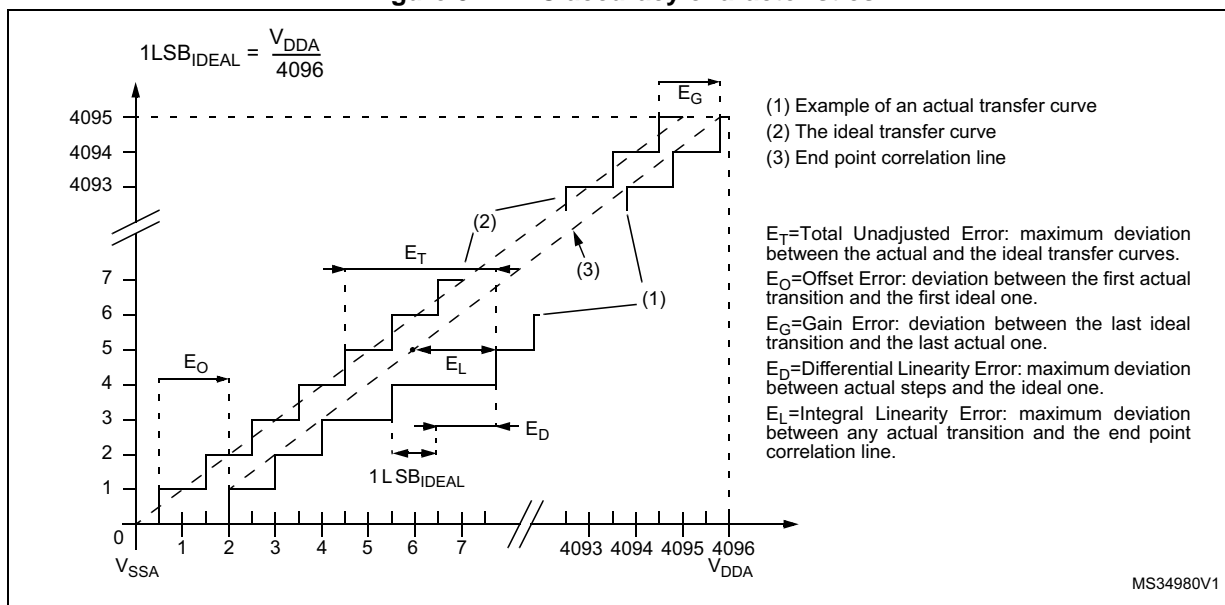 1LSB_IDEAL = V_DDA / 4096
E_G
4095
4094
4093
7
6
5
4
3
2
1
0
(2)
E_T
(3)
(1)
E_O
E_L
E_D
1 L SB_IDEAL
1 2 3 4 5 6 7 4093 4094 4095 4096
V_SSA
V_DDA
(1) Example of an actual transfer curve
(2) The ideal transfer curve
(3) End point correlation line
E_T=Total Unadjusted Error: maximum deviation
between the actual and the ideal transfer curves.
E_O=Offset Error: deviation between the first actual
transition and the first ideal one.
E_G=Gain Error: deviation between the last ideal
transition and the last actual one.
E_D=Differential Linearity Error: maximum deviation
between actual steps and the ideal one.
E_L=Integral Linearity Error: maximum deviation
between any actual transition and the end point
correlation line.
MS34980V1